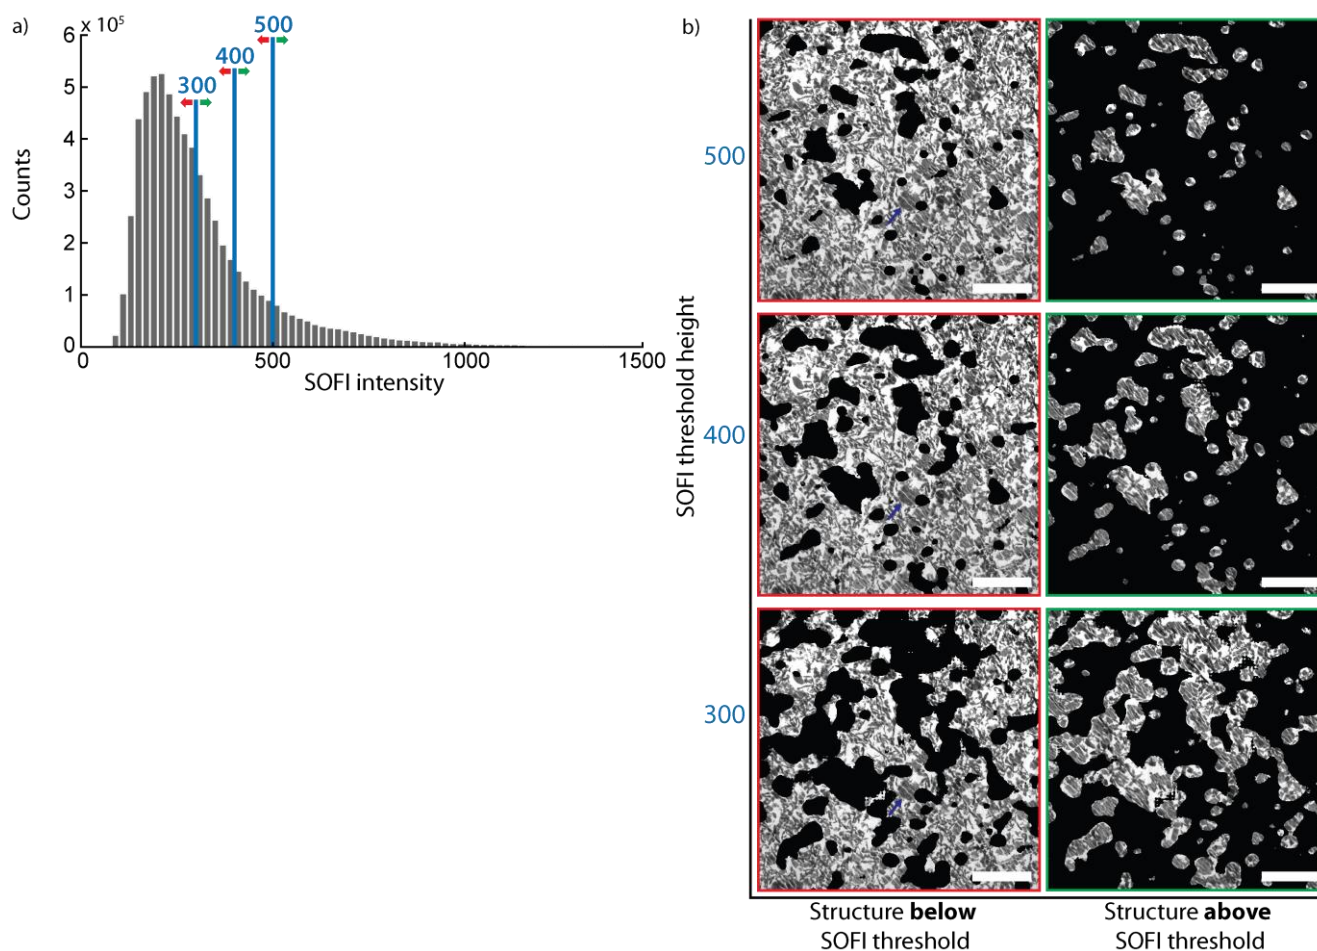 a)
6 x 10⁵
5
4
3
2
1
0
Counts
300
400
500
0
500
1000
1500
SOFI intensity
b)
SOFI threshold height
500
400
300
Structure below
SOFI threshold
Structure above
SOFI threshold